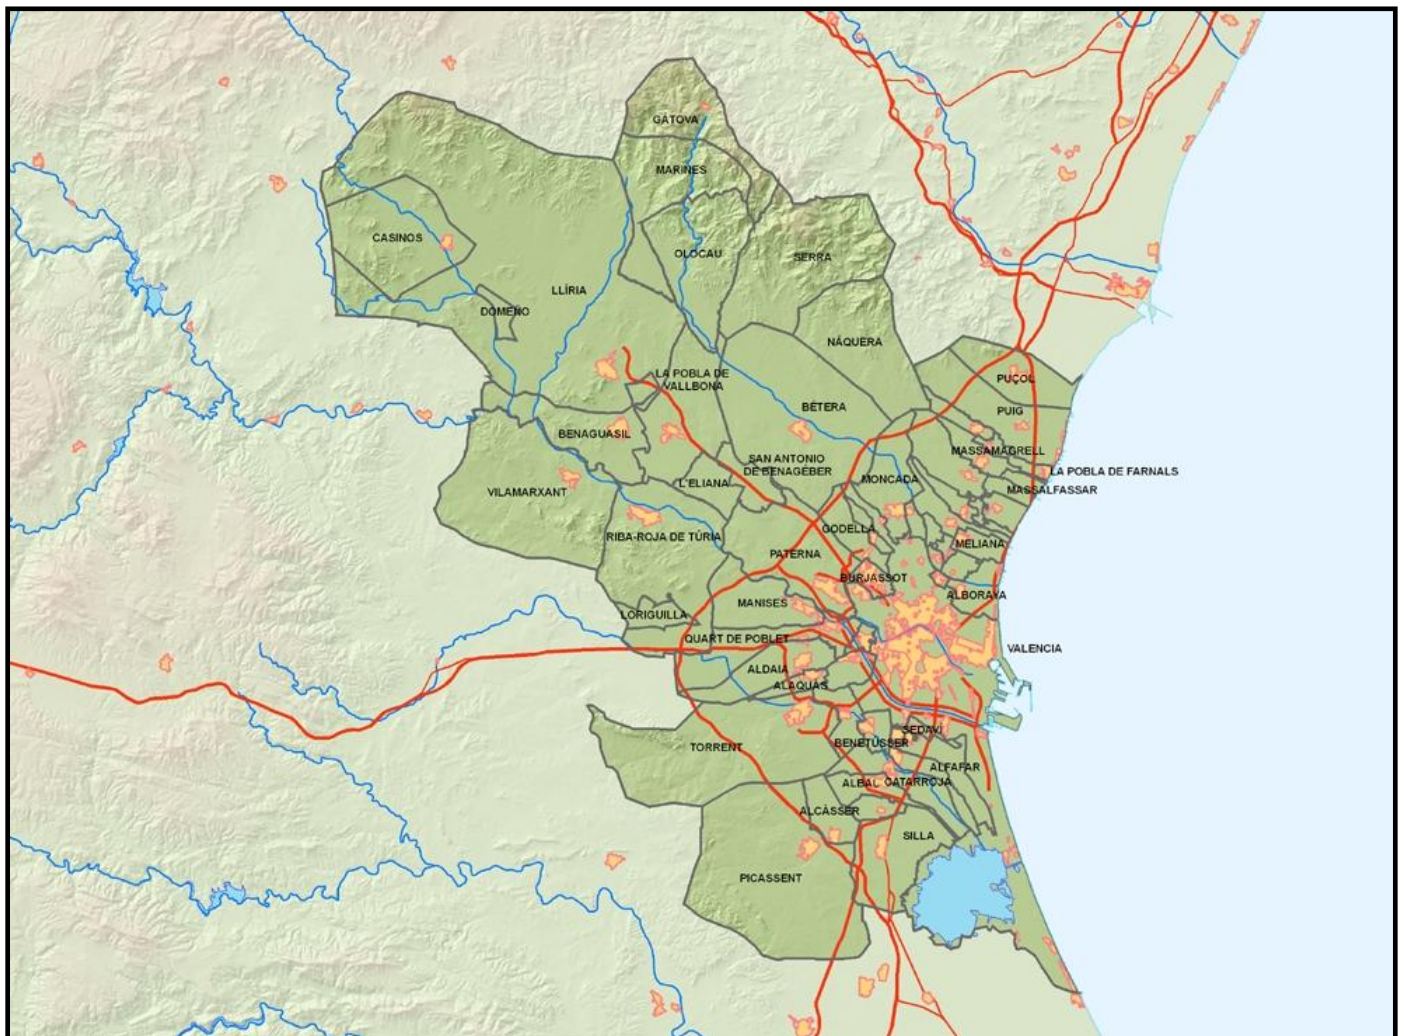 GÁTOVA
MARINES
CASINOS
OLOCAU
SERRA
LLÍRIA
DOMEÑO
NÁQUERA
LA POBLA DE
VALLBONA
PUÇOL
BÉTERA
PUIG
BENAGUASIL
MASSAMAGRELL
SAN ANTONIO
DE BENAGÉBER
LA POBLA DE FARNALS
L'ELIANA
MONCADA
VILAMARXANT
MASSALFASSAR
GODELLA
RIBA-ROJA DE TÚRIA
MELIANA
PATERNA
BURJASSOT
ALBORAYA
MANISES
LORIGUILLA
QUART DE POBLET
VALENCIA
ALDAIA
ALAQUÀS
SEDAVÍ
TORRENT
BENETÚSSER
ALFAFAR
ALBAL
CATARROJA
ALCÀSSER
SILLA
PICASSENT